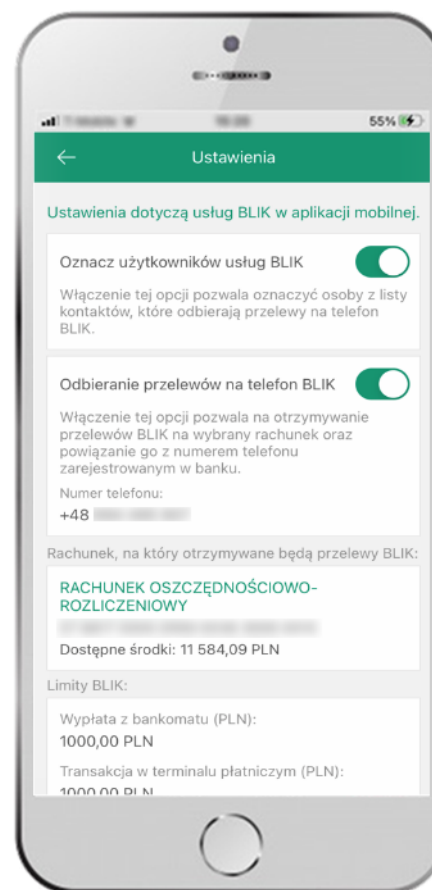 55%
Ustawienia
Ustawienia dotyczą usług BLIK w aplikacji mobilnej.
Oznacz użytkowników usług BLIK
Włączenie tej opcji pozwala oznaczyć osoby z listy
kontaktów, które odbierają przelewy na telefon
BLIK.
Odbieranie przelewów na telefon BLIK
Włączenie tej opcji pozwala na otrzymywanie
przelewów BLIK na wybrany rachunek oraz
powiązanie go z numerem telefonu
zarejestrowanym w banku.
Numer telefonu:
+48
Rachunek, na który otrzymywane będą przelewy BLIK:
RACHUNEK OSZCZĘDNOŚCIOWO-
ROZLICZENIOWY
Dostępne środki: 11 584,09 PLN
Limity BLIK:
Wypłata z bankomatu (PLN):
1000,00 PLN
Transakcja w terminalu płatniczym (PLN):
1000,00 PLN